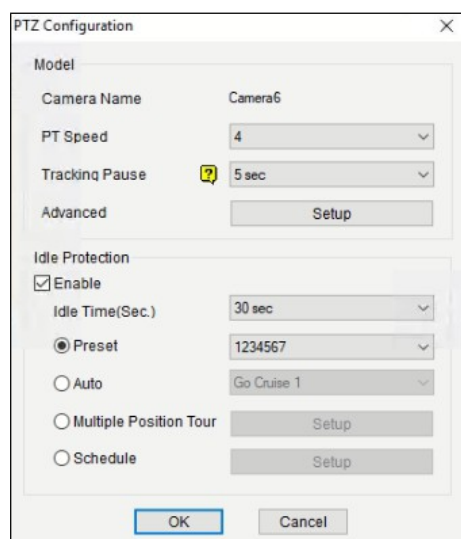 PTZ Configuration
Model
Camera Name Camera6
PT Speed 4
Tracking Pause ? 5 sec
Advanced Setup
Idle Protection
Enable
Idle Time(Sec.) 30 sec
Preset 1234567
Auto Go Cruise 1
Multiple Position Tour Setup
Schedule Setup
OK Cancel